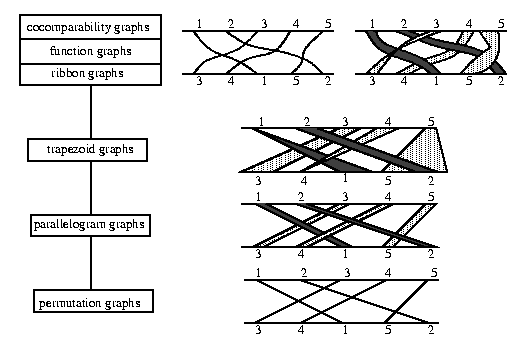 cocomparability graphs
function graphs
ribbon graphs
1 2 3 4 5
3 4 1 5 2
1 2 3 4 5
3 4 1 5 2
trapezoid graphs
1 2 3 4 5
3 4 1 5 2
parallelogram graphs
1 2 3 4 5
3 4 1 5 2
permutation graphs
1 2 3 4 5
3 4 1 5 2